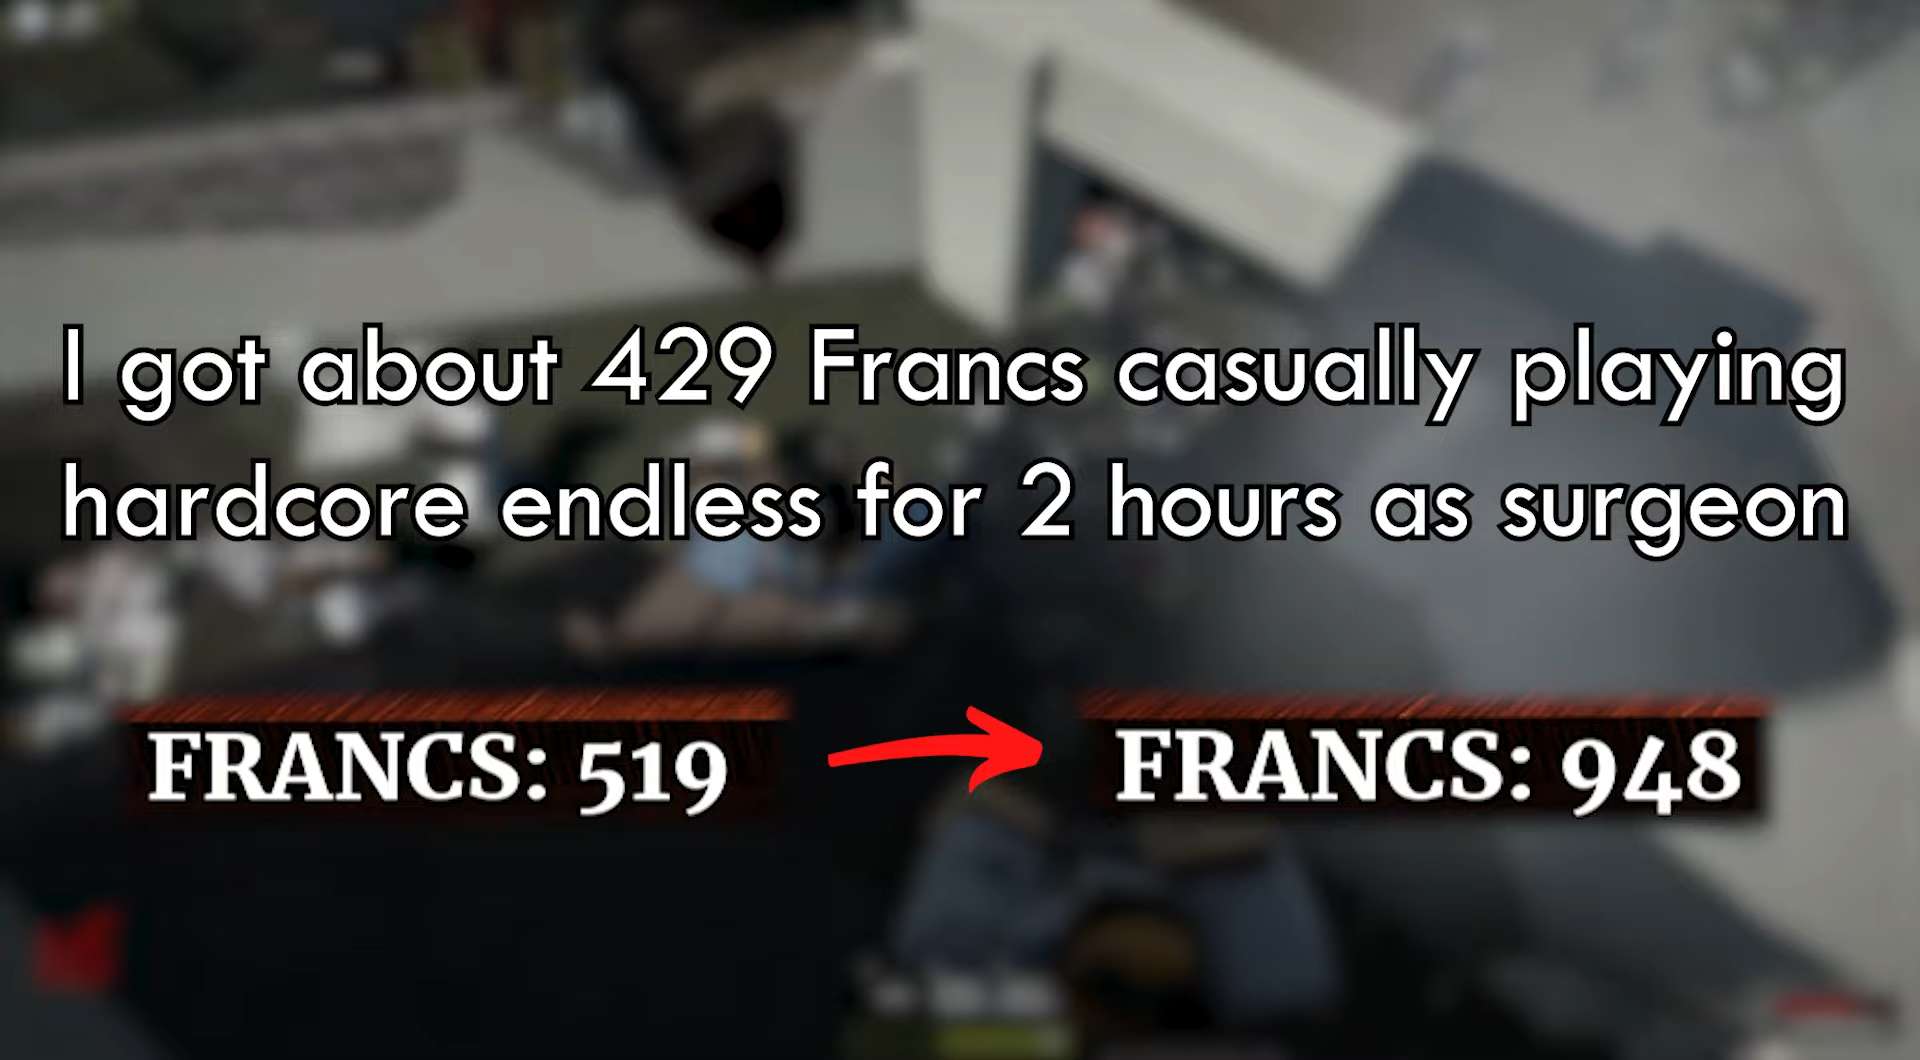 I got about 429 Francs casually playing
hardcore endless for 2 hours as surgeon
FRANCS: 519
FRANCS: 948